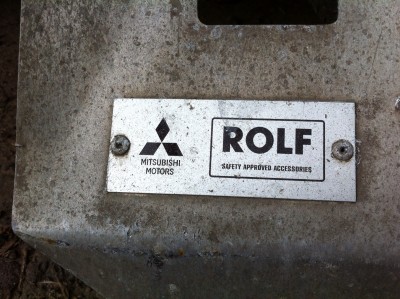 MITSUBISHI
MOTORS
ROLF
SAFETY APPROVED ACCESSORIES